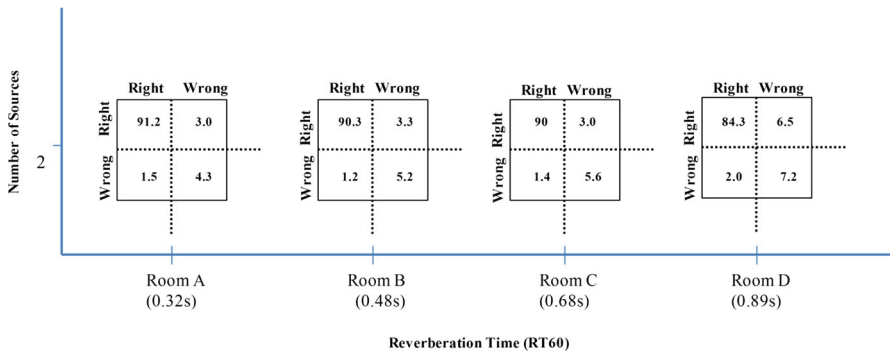 Number of Sources
2
Right Wrong
Right
91.2 3.0
Wrong
1.5 4.3
Right Wrong
Right
90.3 3.3
Wrong
1.2 5.2
Right Wrong
Right
90 3.0
Wrong
1.4 5.6
Right Wrong
Right
84.3 6.5
Wrong
2.0 7.2
Room A
(0.32s)
Room B
(0.48s)
Room C
(0.68s)
Room D
(0.89s)
Reverberation Time (RT60)